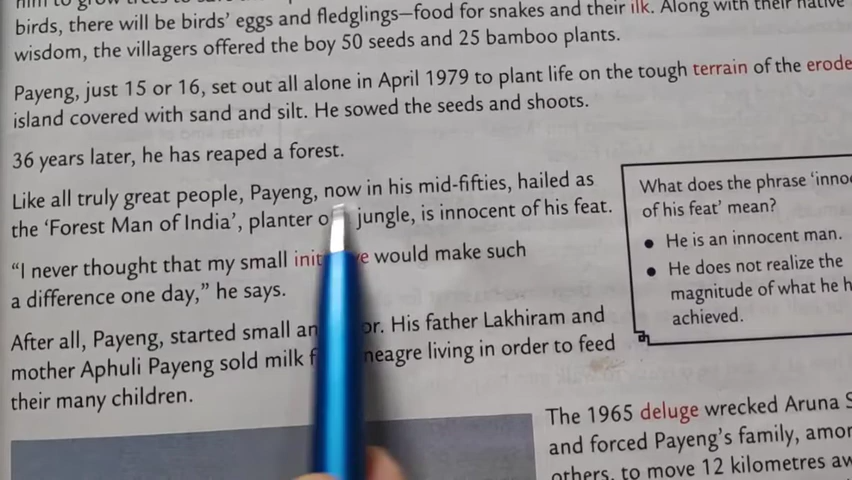 him to grow trees to
birds, there will be birds' eggs and fledglings—food for snakes and their ilk. Along with their native
wisdom, the villagers offered the boy 50 seeds and 25 bamboo plants.
Payeng, just 15 or 16, set out all alone in April 1979 to plant life on the tough terrain of the erode
island covered with sand and silt. He sowed the seeds and shoots.
36 years later, he has reaped a forest.
Like all truly great people, Payeng, now in his mid-fifties, hailed as
the 'Forest Man of India', planter o jungle, is innocent of his feat.
"I never thought that my small init ve would make such
a difference one day," he says.
After all, Payeng, started small an or. His father Lakhiram and
mother Aphuli Payeng sold milk f meagre living in order to feed
their many children.
What does the phrase 'inno
of his feat' mean?
● He is an innocent man.
● He does not realize the
magnitude of what he h
achieved.
The 1965 deluge wrecked Aruna S
and forced Payeng's family, amor
others, to move 12 kilometres aw